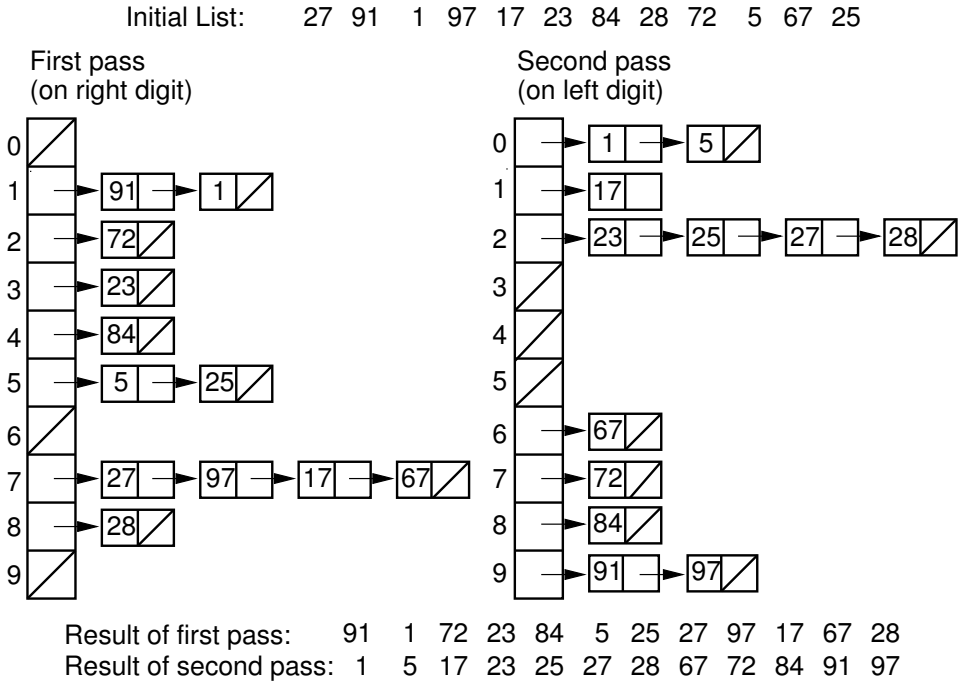 Initial List: 27 91 1 97 17 23 84 28 72 5 67 25
First pass
(on right digit)
0
1 91 1
2 72
3 23
4 84
5 5 25
6
7 27 97 17 67
8 28
9
Second pass
(on left digit)
0 1 5
1 17
2 23 25 27 28
3
4
5
6 67
7 72
8 84
9 91 97
Result of first pass: 91 1 72 23 84 5 25 27 97 17 67 28
Result of second pass: 1 5 17 23 25 27 28 67 72 84 91 97